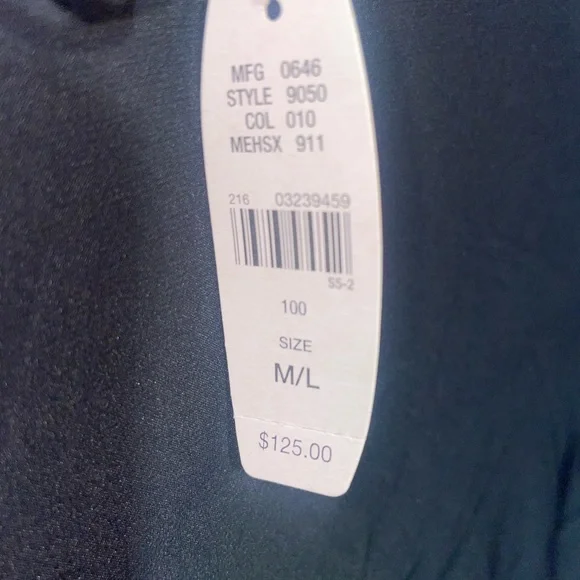 MFG 0646
STYLE 9050
COL 010
MEHSX 911
216 03239459
S5-2
100
SIZE
M/L
$125.00